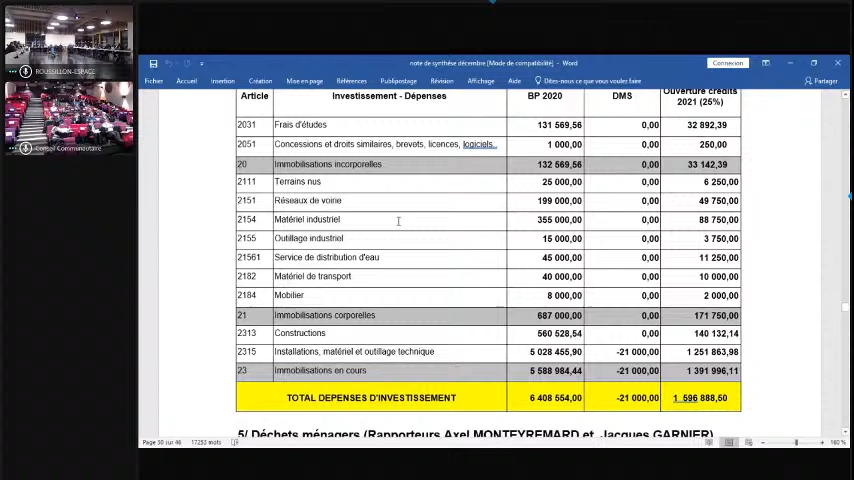 note de synthèse décembre [Mode de compatibilité] - Word
Connexion
Fichier Accueil Insertion Création Mise en page Références Publipostage Révision Affichage Aide Dites-nous ce que vous voulez faire Partager
ROUSSILLON-ESPACE
Conseil Communautaire
Article Investissement - Dépenses BP 2020 DMS Ouverture crédits 2021 (25%)
2031 Frais d'études 131 569,56 0,00 32 892,39
2051 Concessions et droits similaires, brevets, licences, logiciels.. 1 000,00 0,00 250,00
20 Immobilisations incorporelles 132 569,56 0,00 33 142,39
2111 Terrains nus 25 000,00 0,00 6 250,00
2151 Réseaux de voirie 199 000,00 0,00 49 750,00
2154 Matériel industriel 355 000,00 0,00 88 750,00
2155 Outillage industriel 15 000,00 0,00 3 750,00
21561 Service de distribution d'eau 45 000,00 0,00 11 250,00
2182 Matériel de transport 40 000,00 0,00 10 000,00
2184 Mobilier 8 000,00 0,00 2 000,00
21 Immobilisations corporelles 687 000,00 0,00 171 750,00
2313 Constructions 560 528,54 0,00 140 132,14
2315 Installations, matériel et outillage technique 5 028 455,90 -21 000,00 1 251 863,98
23 Immobilisations en cours 5 588 984,44 -21 000,00 1 391 996,11
TOTAL DEPENSES D'INVESTISSEMENT 6 408 554,00 -21 000,00 1 596 888,50
5/ Déchets ménagers (Rapporteurs Axel MONTEYREMARD et Jacques GARNIER)
Page 30 sur 46 17253 mots 160 %